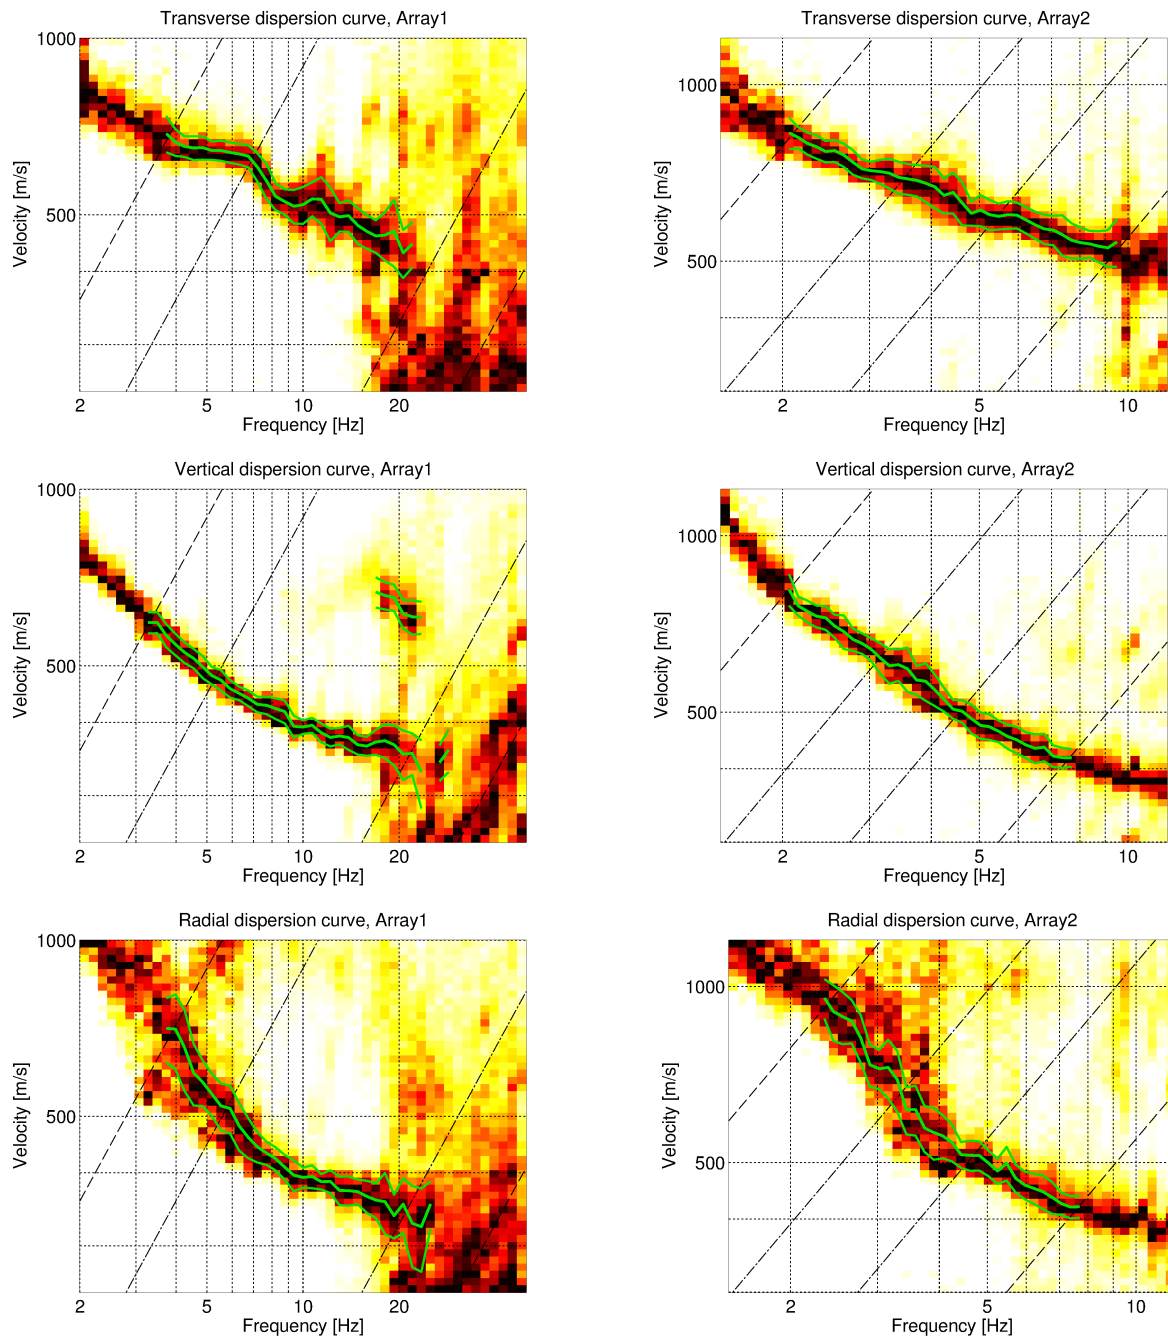 Transverse dispersion curve, Array1
1000
500
Velocity [m/s]
2 5 10 20
Frequency [Hz]
Transverse dispersion curve, Array2
1000
500
Velocity [m/s]
2 5 10
Frequency [Hz]
Vertical dispersion curve, Array1
1000
500
Velocity [m/s]
2 5 10 20
Frequency [Hz]
Vertical dispersion curve, Array2
1000
500
Velocity [m/s]
2 5 10
Frequency [Hz]
Radial dispersion curve, Array1
1000
500
Velocity [m/s]
2 5 10 20
Frequency [Hz]
Radial dispersion curve, Array2
1000
500
Velocity [m/s]
2 5 10
Frequency [Hz]